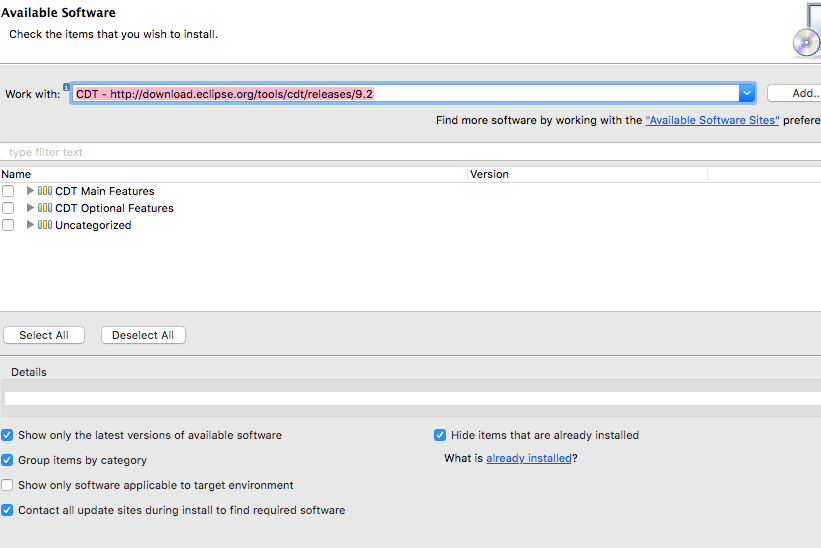 Available Software
Check the items that you wish to install.
Work with: CDT - http://download.eclipse.org/tools/cdt/releases/9.2 Add..
Find more software by working with the "Available Software Sites" prefere
type filter text
Name Version
CDT Main Features
CDT Optional Features
Uncategorized
Select All Deselect All
Details
Show only the latest versions of available software Hide items that are already installed
Group items by category What is already installed?
Show only software applicable to target environment
Contact all update sites during install to find required software